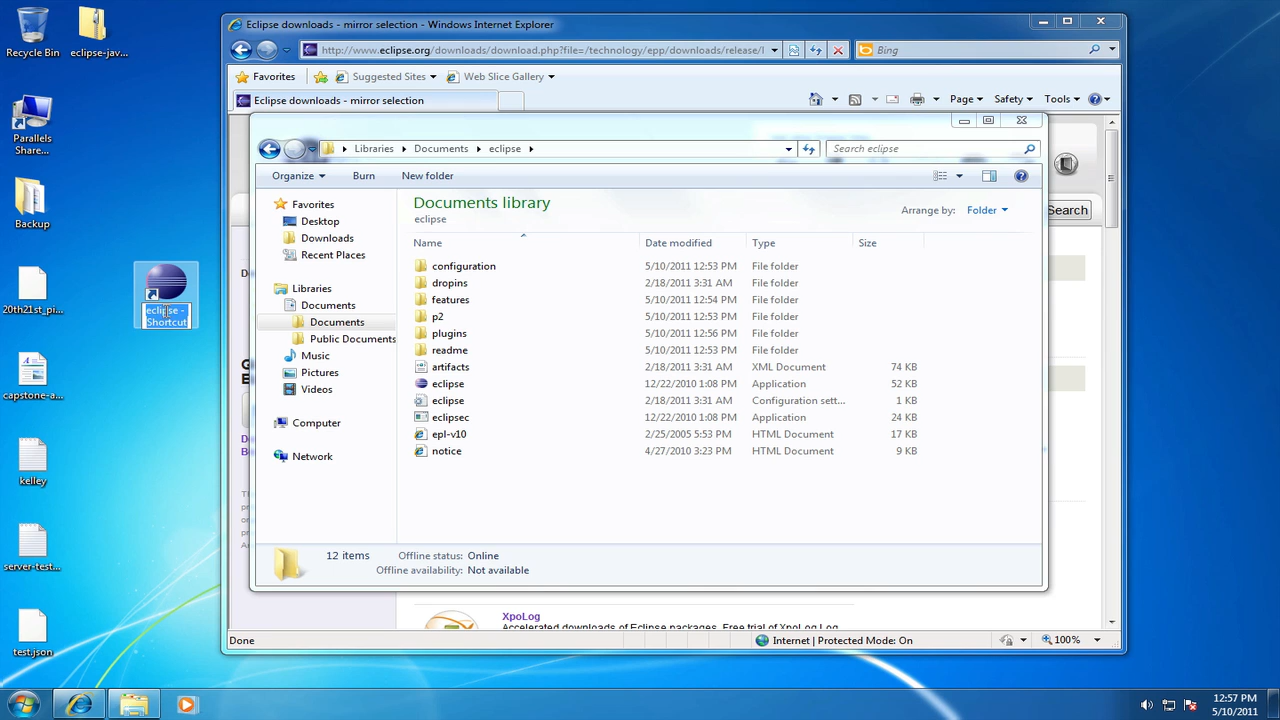 Recycle Bin
eclipse-jav...
Parallels
Share...
Backup
20th21st_pi...
eclipse -
Shortcut
capstone-a...
kelley
server-test...
test.json
Eclipse downloads - mirror selection - Windows Internet Explorer
http://www.eclipse.org/downloads/download.php?file=/technology/epp/downloads/release/
Bing
Favorites
Suggested Sites
Web Slice Gallery
Eclipse downloads - mirror selection
Page
Safety
Tools
Libraries
Documents
eclipse
Search eclipse
Organize
Burn
New folder
Search
Favorites
Desktop
Downloads
Recent Places
Libraries
Documents
Documents
Public Documents
Music
Pictures
Videos
Computer
Network
Documents library
eclipse
Arrange by: Folder
Name Date modified Type Size
configuration 5/10/2011 12:53 PM File folder
dropins 2/18/2011 3:31 AM File folder
features 5/10/2011 12:54 PM File folder
p2 5/10/2011 12:53 PM File folder
plugins 5/10/2011 12:56 PM File folder
readme 5/10/2011 12:53 PM File folder
artifacts 2/18/2011 3:31 AM XML Document 74 KB
eclipse 12/22/2010 1:08 PM Application 52 KB
eclipse 2/18/2011 3:31 AM Configuration sett... 1 KB
eclipsec 12/22/2010 1:08 PM Application 24 KB
epl-v10 2/25/2005 5:53 PM HTML Document 17 KB
notice 4/27/2010 3:23 PM HTML Document 9 KB
12 items Offline status: Online
Offline availability: Not available
XpoLog
Accelerated downloads of Eclipse packages. Free trial of XpoLog Log
Done
Internet | Protected Mode: On
100%
12:57 PM
5/10/2011